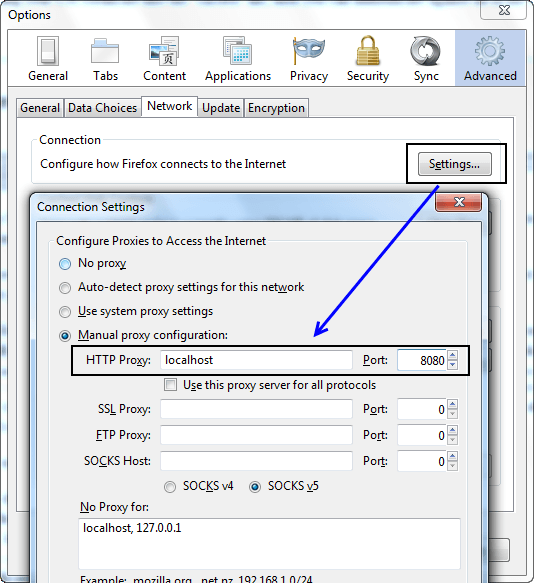 Options
General Tabs Content Applications Privacy Security Sync Advanced
General Data Choices Network Update Encryption
Connection
Configure how Firefox connects to the Internet Settings...
Connection Settings
Configure Proxies to Access the Internet
No proxy
Auto-detect proxy settings for this network
Use system proxy settings
Manual proxy configuration:
HTTP Proxy: localhost Port: 8080
Use this proxy server for all protocols
SSL Proxy: Port: 0
FTP Proxy: Port: 0
SOCKS Host: Port: 0
SOCKS v4 SOCKS v5
No Proxy for:
localhost, 127.0.0.1
Example: .mozilla.org, .net.nz, 192.168.1.0/24